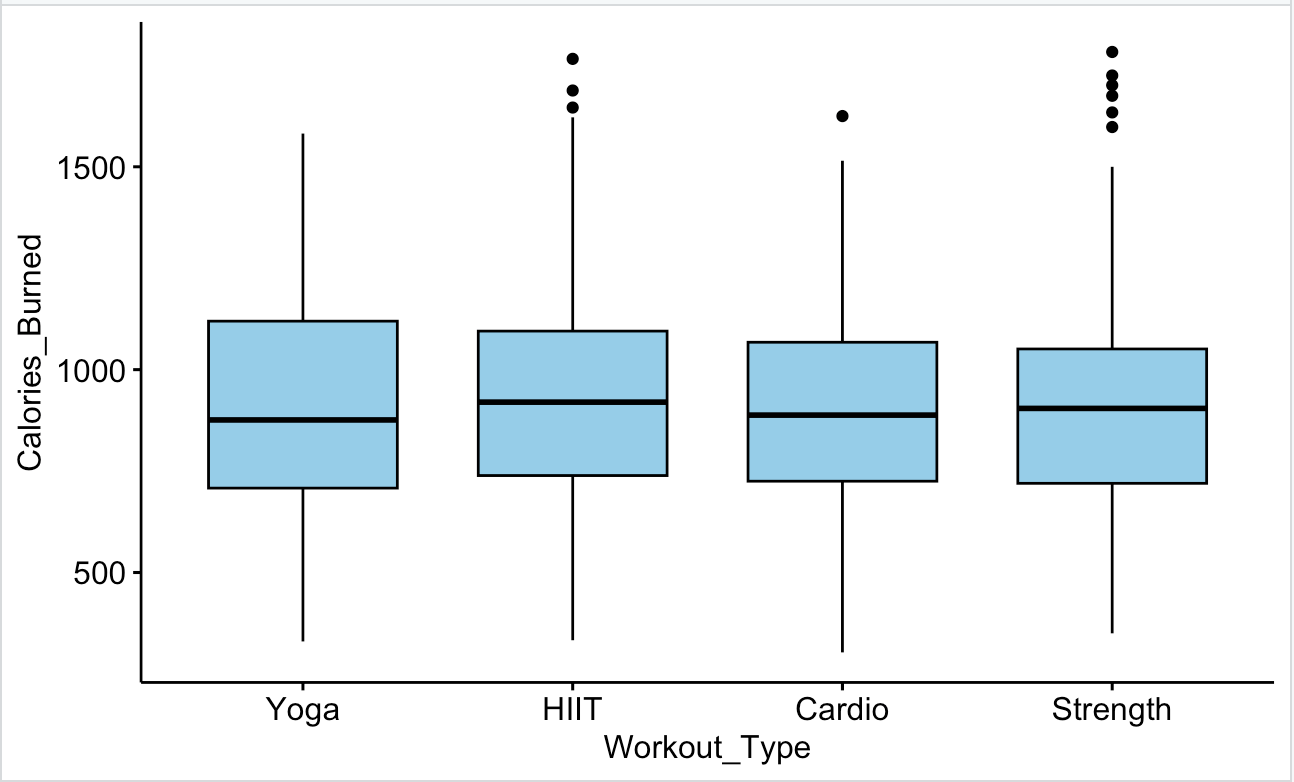 1500
1000
500
Calories_Burned
Yoga HIIT Cardio Strength
Workout_Type